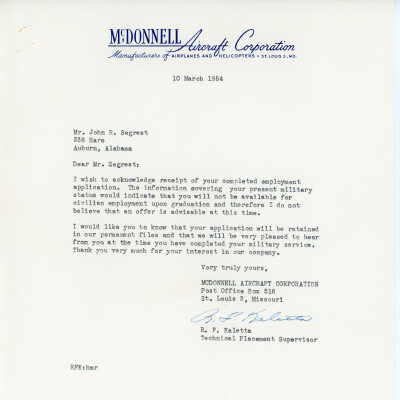 McDONNELL Aircraft Corporation
Manufacturers of AIRPLANES AND HELICOPTERS • ST. LOUIS 3, MO.
10 March 1954
Mr. John R. Segrest
236 Hare
Auburn, Alabama
Dear Mr. Segrest:
I wish to acknowledge receipt of your completed employment
application. The information covering your present military
status would indicate that you will not be available for
civilian employment upon graduation and therefore I do not
believe that an offer is advisable at this time.
I would like you to know that your application will be retained
in our permanent files and that we will be very pleased to hear
from you at the time you have completed your military service.
Thank you very much for your interest in our company.
Very truly yours,
McDONNELL AIRCRAFT CORPORATION
Post Office Box 516
St. Louis 3, Missouri
R. F. Kaletta
R. F. Kaletta
Technical Placement Supervisor
RFK:hmr